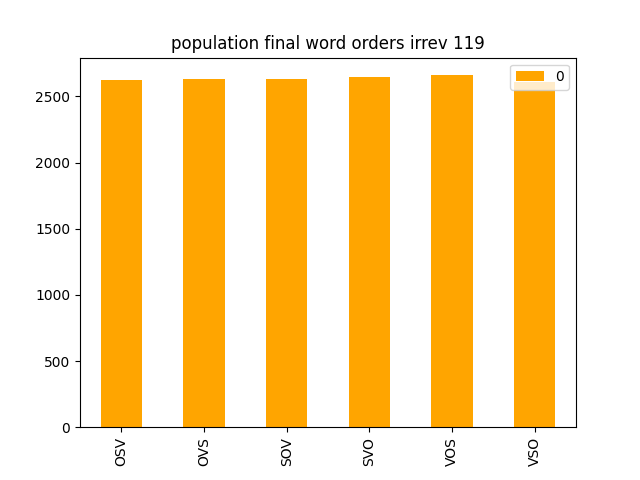 population final word orders irrev 119
0
2500
2000
1500
1000
500
0
OSV
OVS
SOV
SVO
VOS
VSO